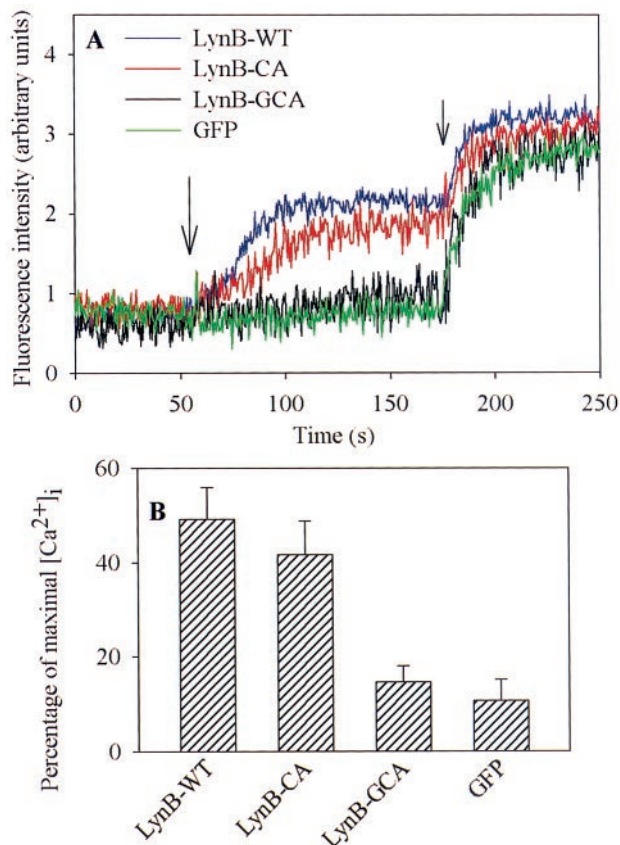 A
LynB-WT
LynB-CA
LynB-GCA
GFP
Fluorescence intensity (arbitrary units)
4
3
2
1
0
0 50 100 150 200 250
Time (s)
B
Percentage of maximal [Ca2+]i
60
40
20
0
LynB-WT
LynB-CA
LynB-GCA
GFP